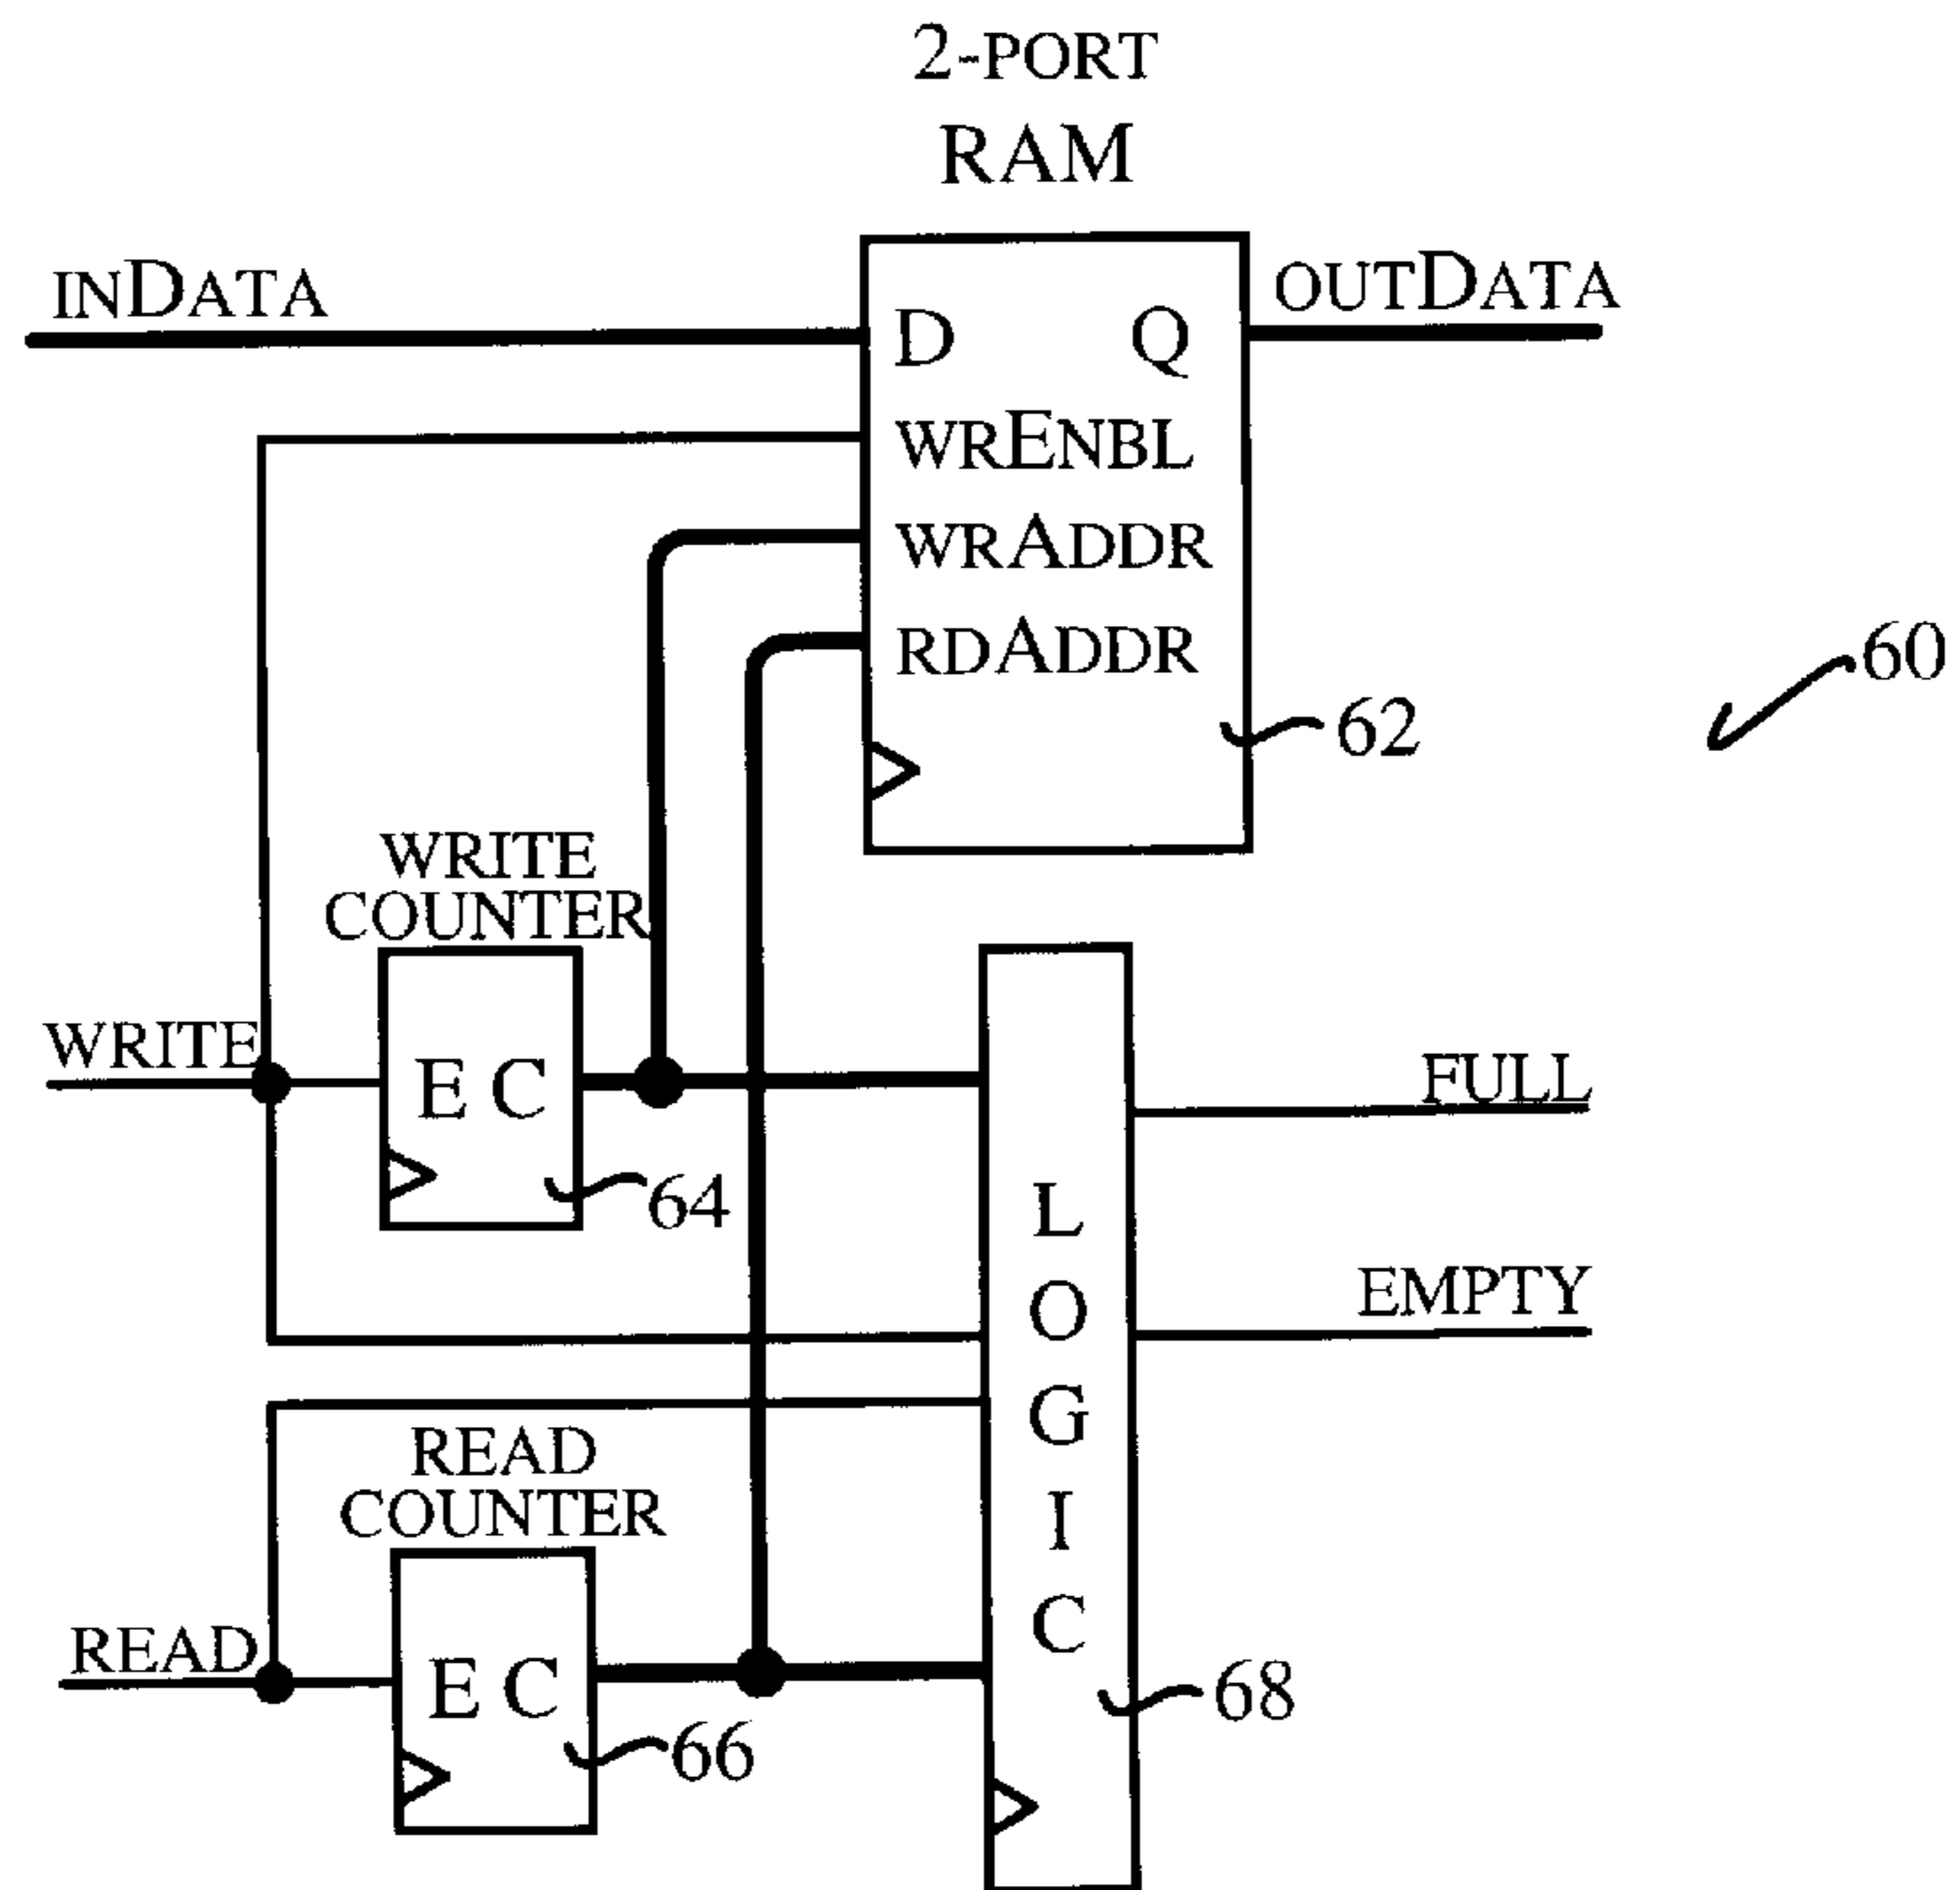 2-PORT
RAM
INDATA
OUTDATA
D Q
WRENBL
WRADDR
RDADDR
60
62
WRITE
COUNTER
WRITE
E C
FULL
64
LOGIC
EMPTY
READ
COUNTER
READ
E C
68
66